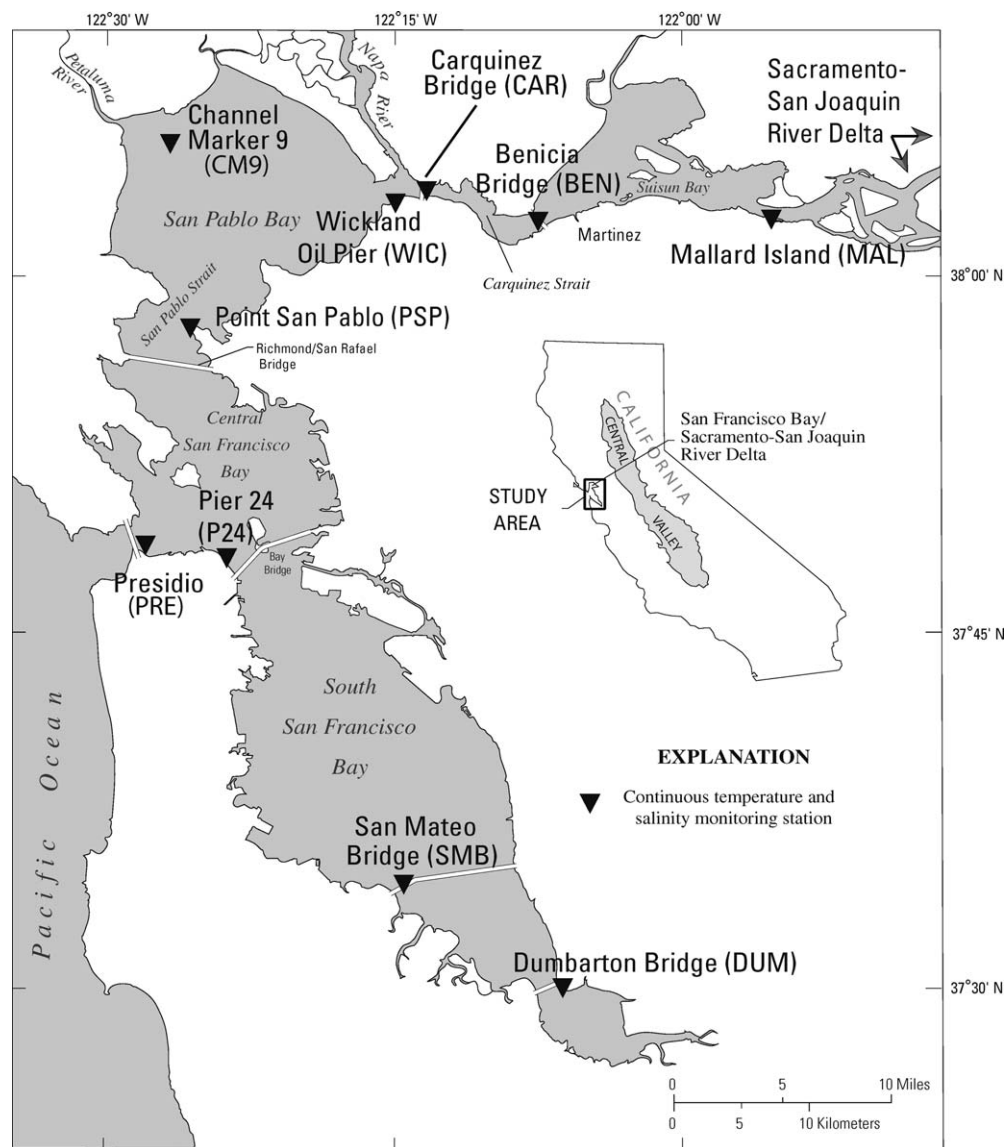 122°30' W
122°15' W
122°00' W
Petaluma
River
Napa
River
Carquinez
Bridge (CAR)
Sacramento-
San Joaquin
River Delta
Channel
Marker 9
(CM9)
Benicia
Bridge (BEN)
Suisun Bay
San Pablo Bay
Wickland
Oil Pier (WIC)
Martinez
Mallard Island (MAL)
Carquinez Strait
38°00' N
San Pablo Strait
Point San Pablo (PSP)
Richmond/San Rafael
Bridge
Central
San Francisco
Bay
CALIFORNIA
CENTRAL
VALLEY
San Francisco Bay/
Sacramento-San Joaquin
River Delta
STUDY
AREA
Pier 24
(P24)
Bay
Bridge
Presidio
(PRE)
37°45' N
Pacific Ocean
South
San Francisco
Bay
EXPLANATION
Continuous temperature and
salinity monitoring station
San Mateo
Bridge (SMB)
Dumbarton Bridge (DUM)
37°30' N
0 5 10 Miles
0 5 10 Kilometers